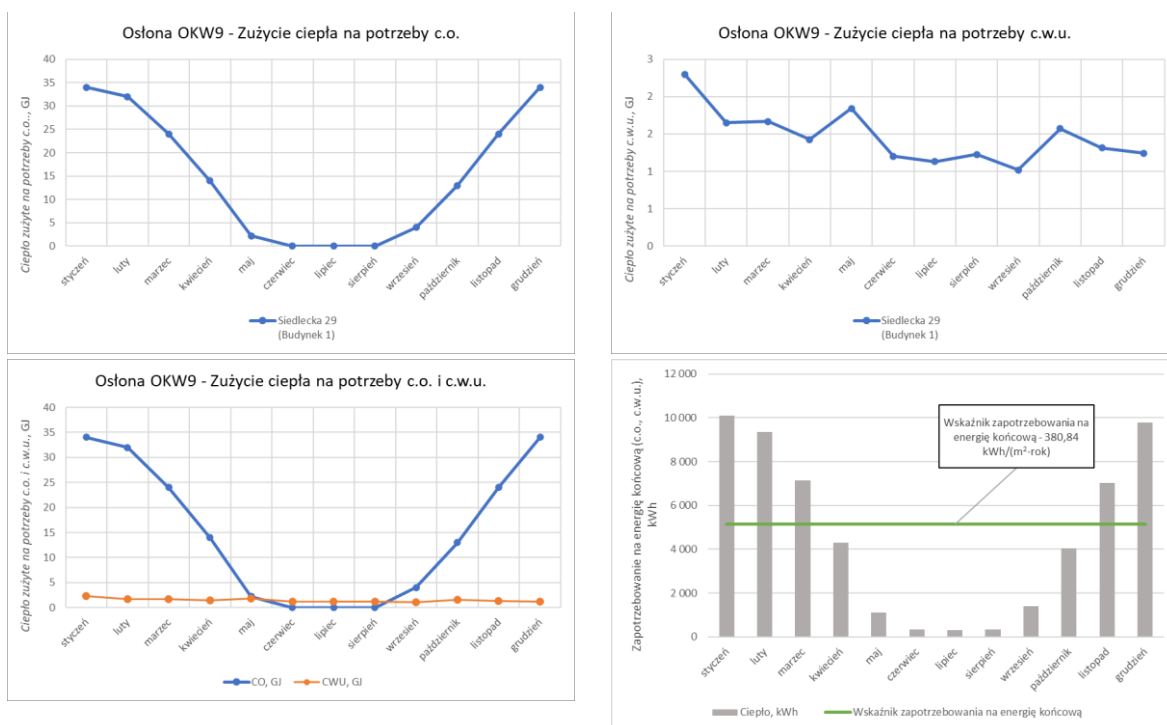 Osłona OKW9 - Zużycie ciepła na potrzeby c.o.
Ciepło zużyte na potrzeby c.o., GJ
40
35
30
25
20
15
10
5
0
styczeń
luty
marzec
kwiecień
maj
czerwiec
lipiec
sierpień
wrzesień
październik
listopad
grudzień
Siedlecka 29
(Budynek 1)
Osłona OKW9 - Zużycie ciepła na potrzeby c.w.u.
Ciepło zużyte na potrzeby c.w.u., GJ
3
2
2
1
1
0
styczeń
luty
marzec
kwiecień
maj
czerwiec
lipiec
sierpień
wrzesień
październik
listopad
grudzień
Siedlecka 29
(Budynek 1)
Osłona OKW9 - Zużycie ciepła na potrzeby c.o. i c.w.u.
Ciepło zużyte na potrzeby c.o. i c.w.u., GJ
40
35
30
25
20
15
10
5
0
styczeń
luty
marzec
kwiecień
maj
czerwiec
lipiec
sierpień
wrzesień
październik
listopad
grudzień
CO, GJ
CWU, GJ
Zapotrzebowanie na energię końcową (c.o., c.w.u.),
kWh
12 000
10 000
8 000
6 000
4 000
2 000
0
Wskaźnik zapotrzebowania na
energię końcową - 380,84
kWh/(m²·rok)
styczeń
luty
marzec
kwiecień
maj
czerwiec
lipiec
sierpień
wrzesień
październik
listopad
grudzień
Ciepło, kWh
Wskaźnik zapotrzebowania na energię końcową